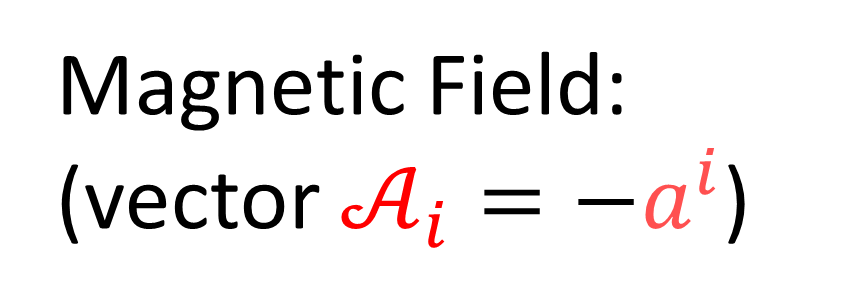 Magnetic Field:
(vector 𝒜ᵢ = −𝑎ⁱ)